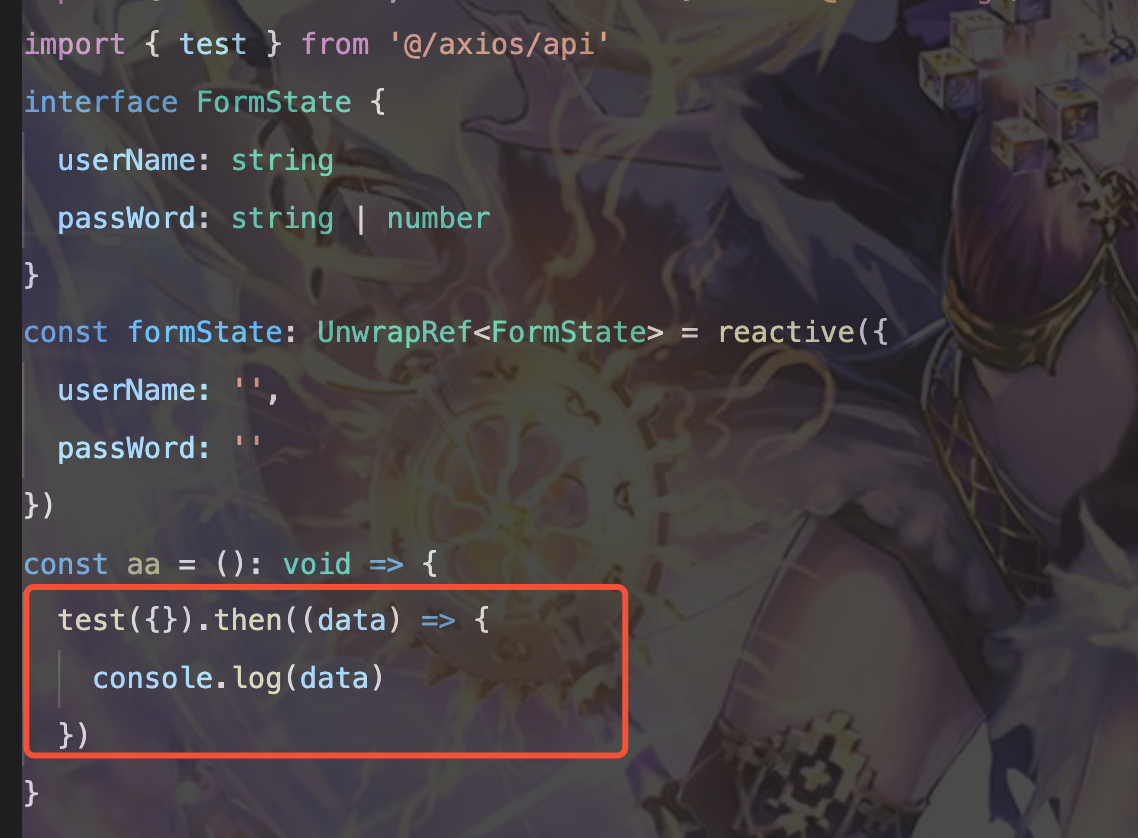 import { test } from '@/axios/api'
interface FormState {
  userName: string
  passWord: string | number
}
const formState: UnwrapRef<FormState> = reactive({
  userName: '',
  passWord: ''
})
const aa = (): void => {
  test({}).then((data) => {
    console.log(data)
  })
}